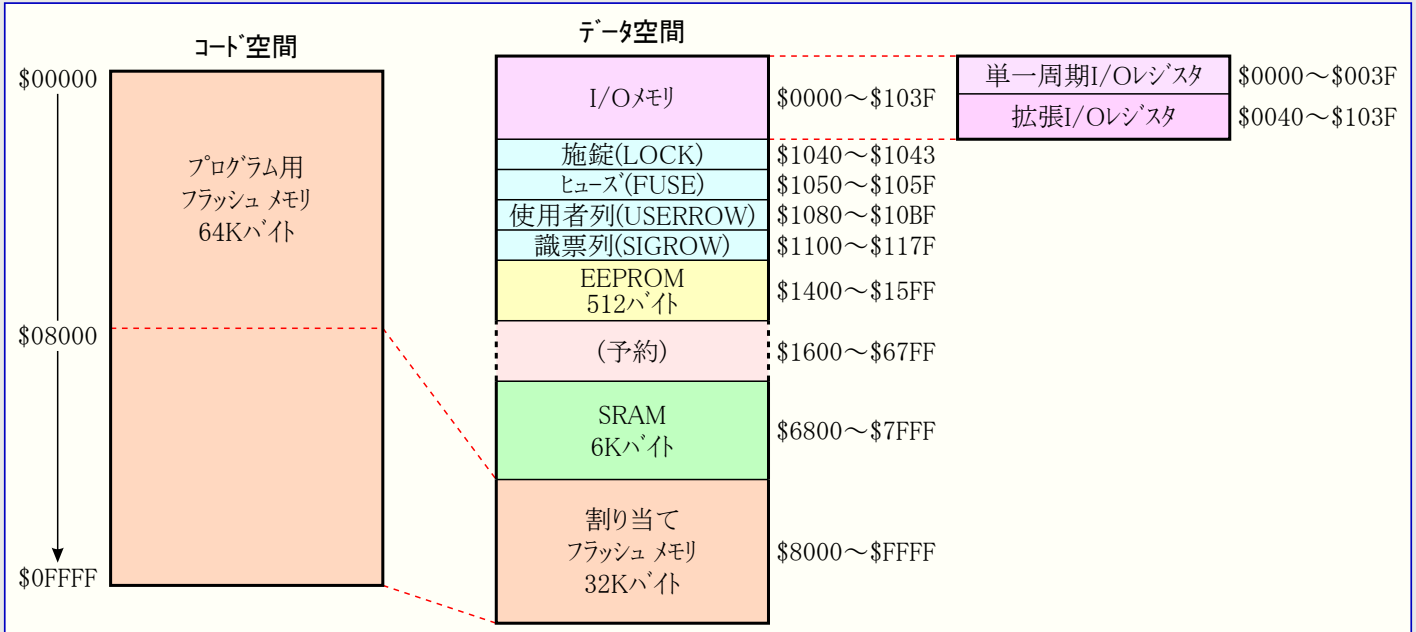 コード空間
$00000
プログラム用
フラッシュ メモリ
64Kバイト
$08000
$0FFFF
データ空間
I/Oメモリ
$0000～$103F
施錠(LOCK)
$1040～$1043
ヒューズ(FUSE)
$1050～$105F
使用者列(USERROW)
$1080～$10BF
識票列(SIGROW)
$1100～$117F
EEPROM
512バイト
$1400～$15FF
(予約)
$1600～$67FF
SRAM
6Kバイト
$6800～$7FFF
割り当て
フラッシュ メモリ
32Kバイト
$8000～$FFFF
単一周期I/Oレジスタ
$0000～$003F
拡張I/Oレジスタ
$0040～$103F